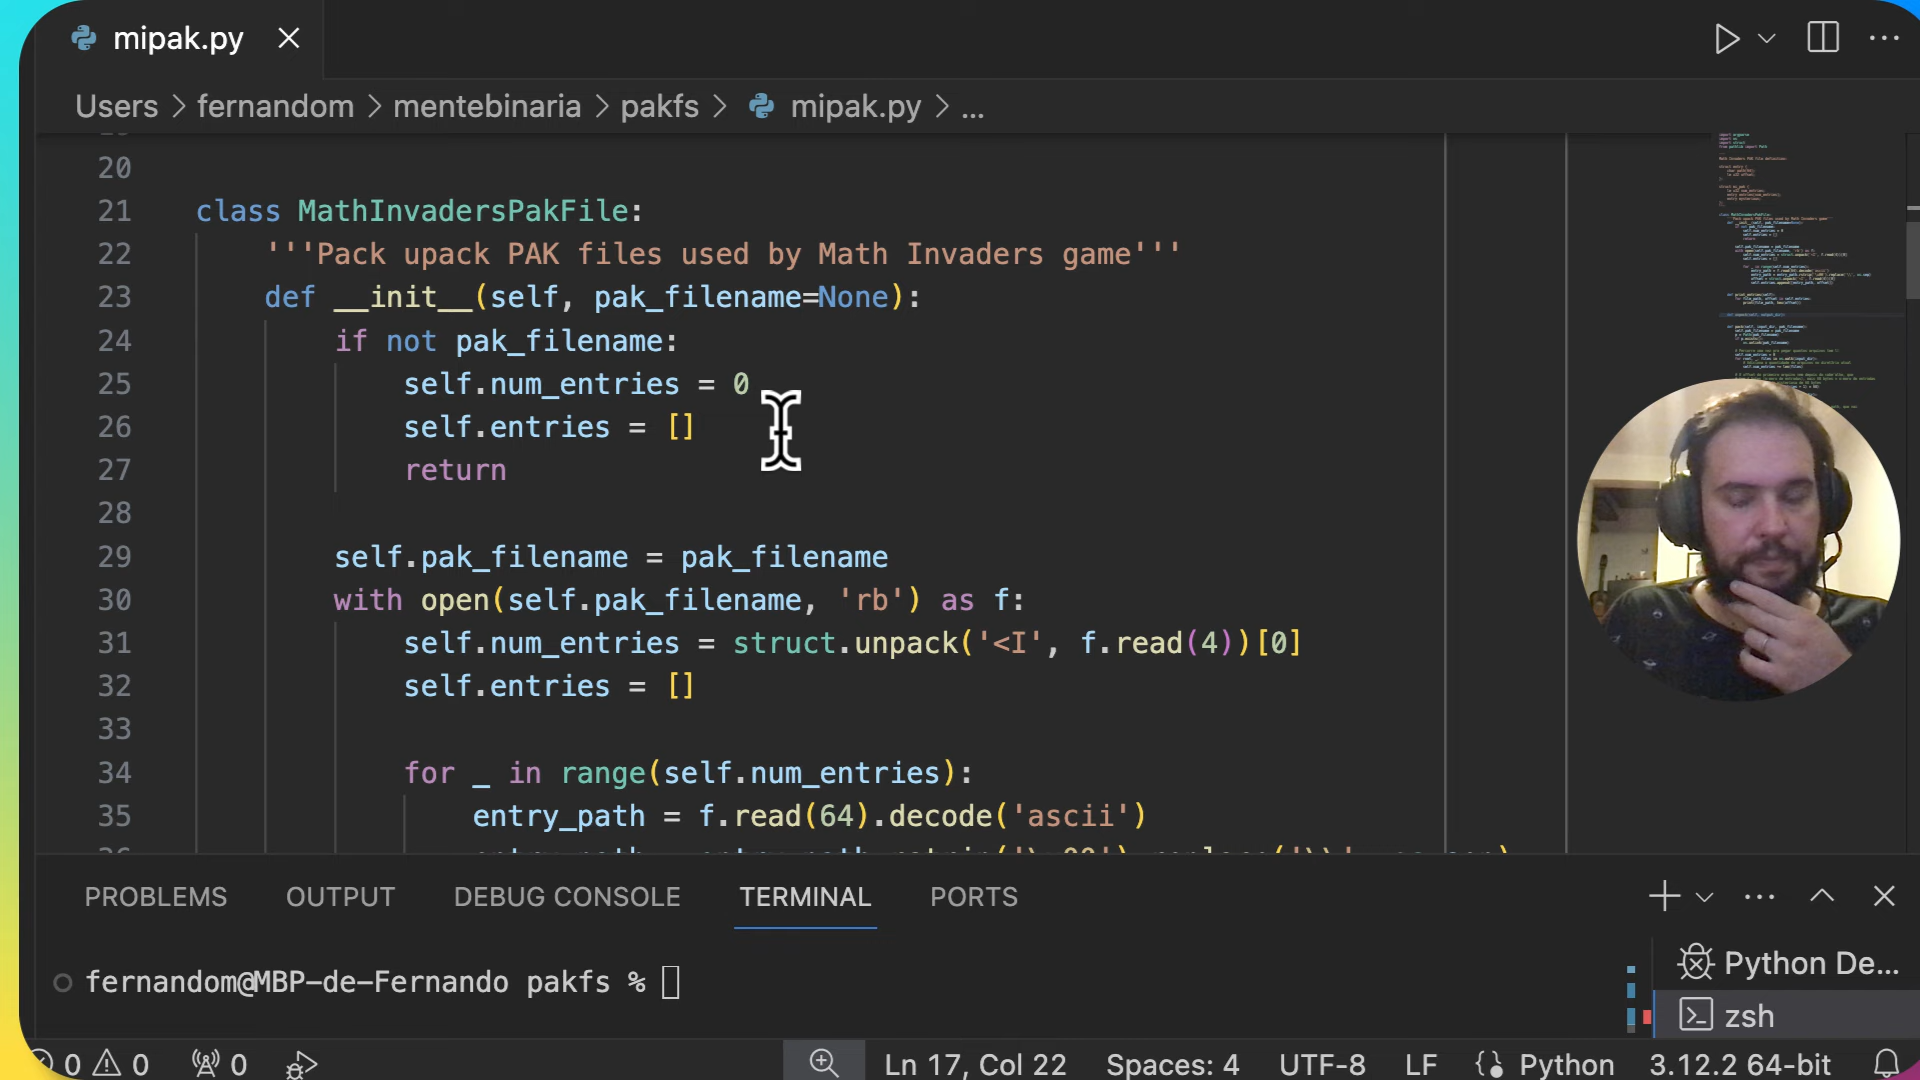 mipak.py
Users > fernandom > mentebinaria > pakfs > mipak.py > ...
20
21 class MathInvadersPakFile:
22 '''Pack upack PAK files used by Math Invaders game'''
23 def __init__(self, pak_filename=None):
24 if not pak_filename:
25 self.num_entries = 0
26 self.entries = []
27 return
28
29 self.pak_filename = pak_filename
30 with open(self.pak_filename, 'rb') as f:
31 self.num_entries = struct.unpack('<I', f.read(4))[0]
32 self.entries = []
33
34 for _ in range(self.num_entries):
35 entry_path = f.read(64).decode('ascii')
PROBLEMS OUTPUT DEBUG CONSOLE TERMINAL PORTS
Python De...
fernandom@MBP-de-Fernando pakfs %
zsh
0 0 0 Ln 17, Col 22 Spaces: 4 UTF-8 LF Python 3.12.2 64-bit